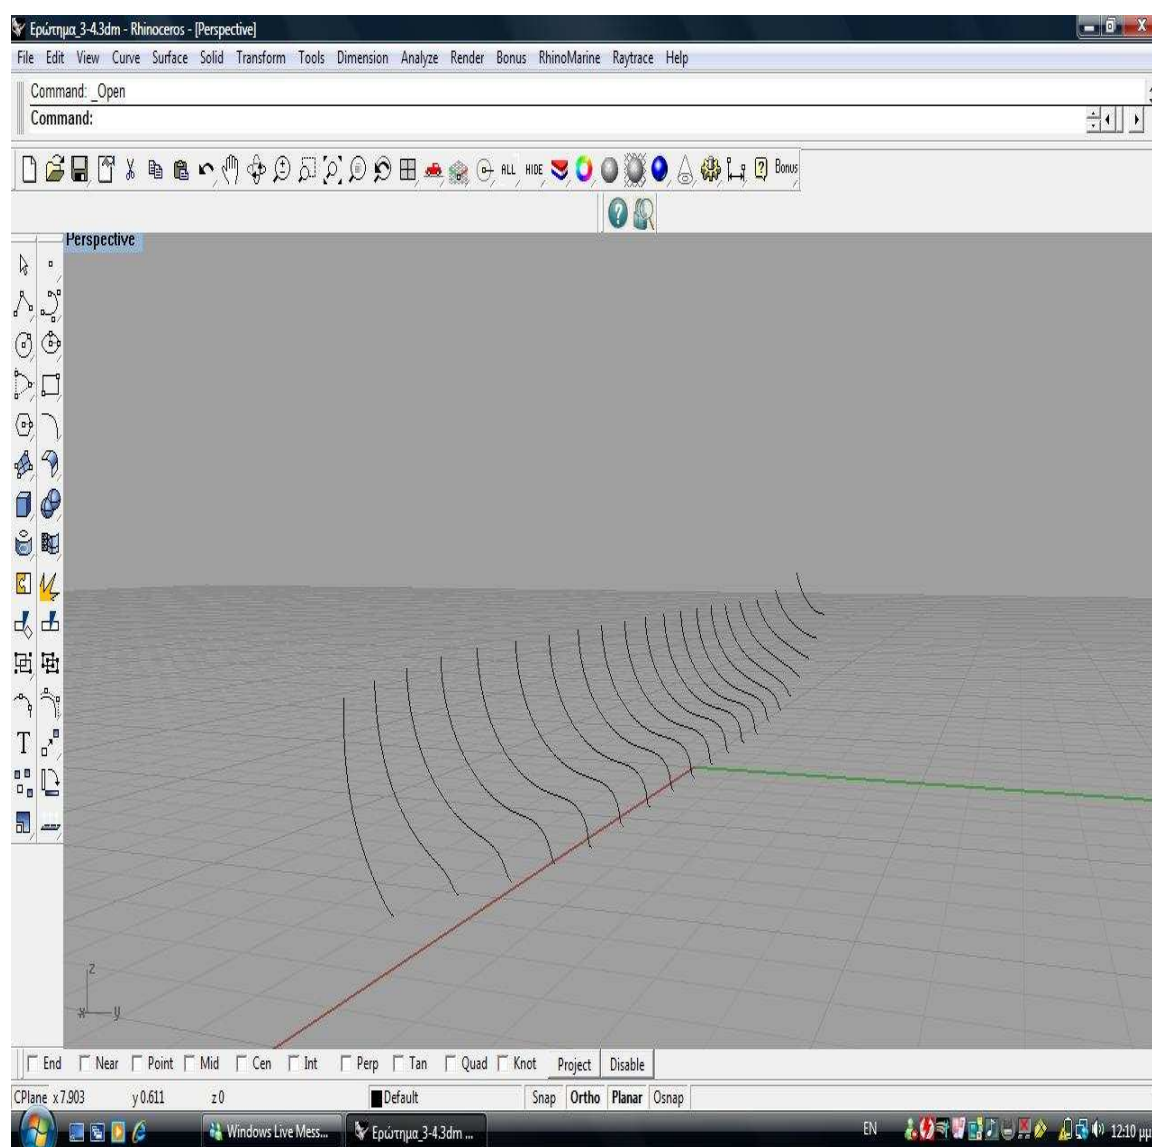 Ερώτημα_3-4.3dm - Rhinoceros - [Perspective]
File Edit View Curve Surface Solid Transform Tools Dimension Analyze Render Bonus RhinoMarine Raytrace Help
Command: _Open
Command:
ALL HIDE Bonus
Perspective
T
z
x y
End Near Point Mid Cen Int Perp Tan Quad Knot Project Disable
CPlane x 7.903 y 0.611 z 0 Default Snap Ortho Planar Osnap
Windows Live Mess... Ερώτημα_3-4.3dm ... EN 12:10 μμ